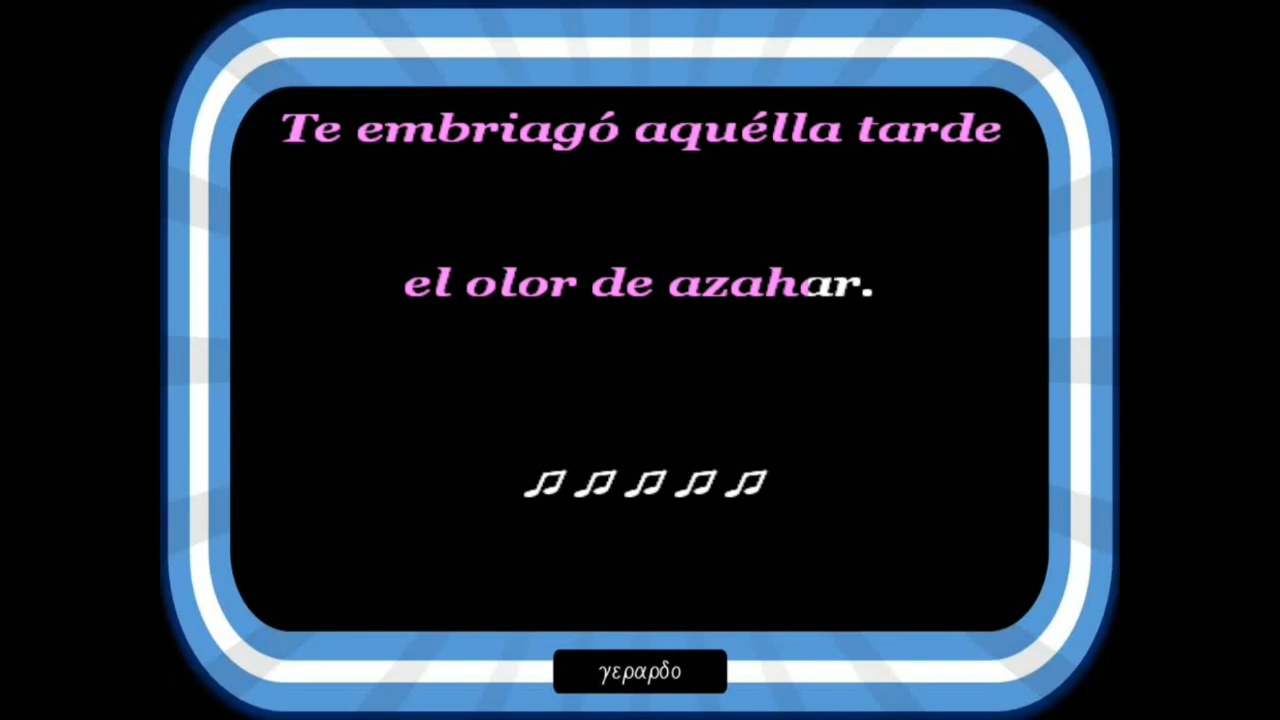 Te embriagó aquélla tarde
el olor de azahar.
♫ ♫ ♫ ♫ ♫
γεραρδο